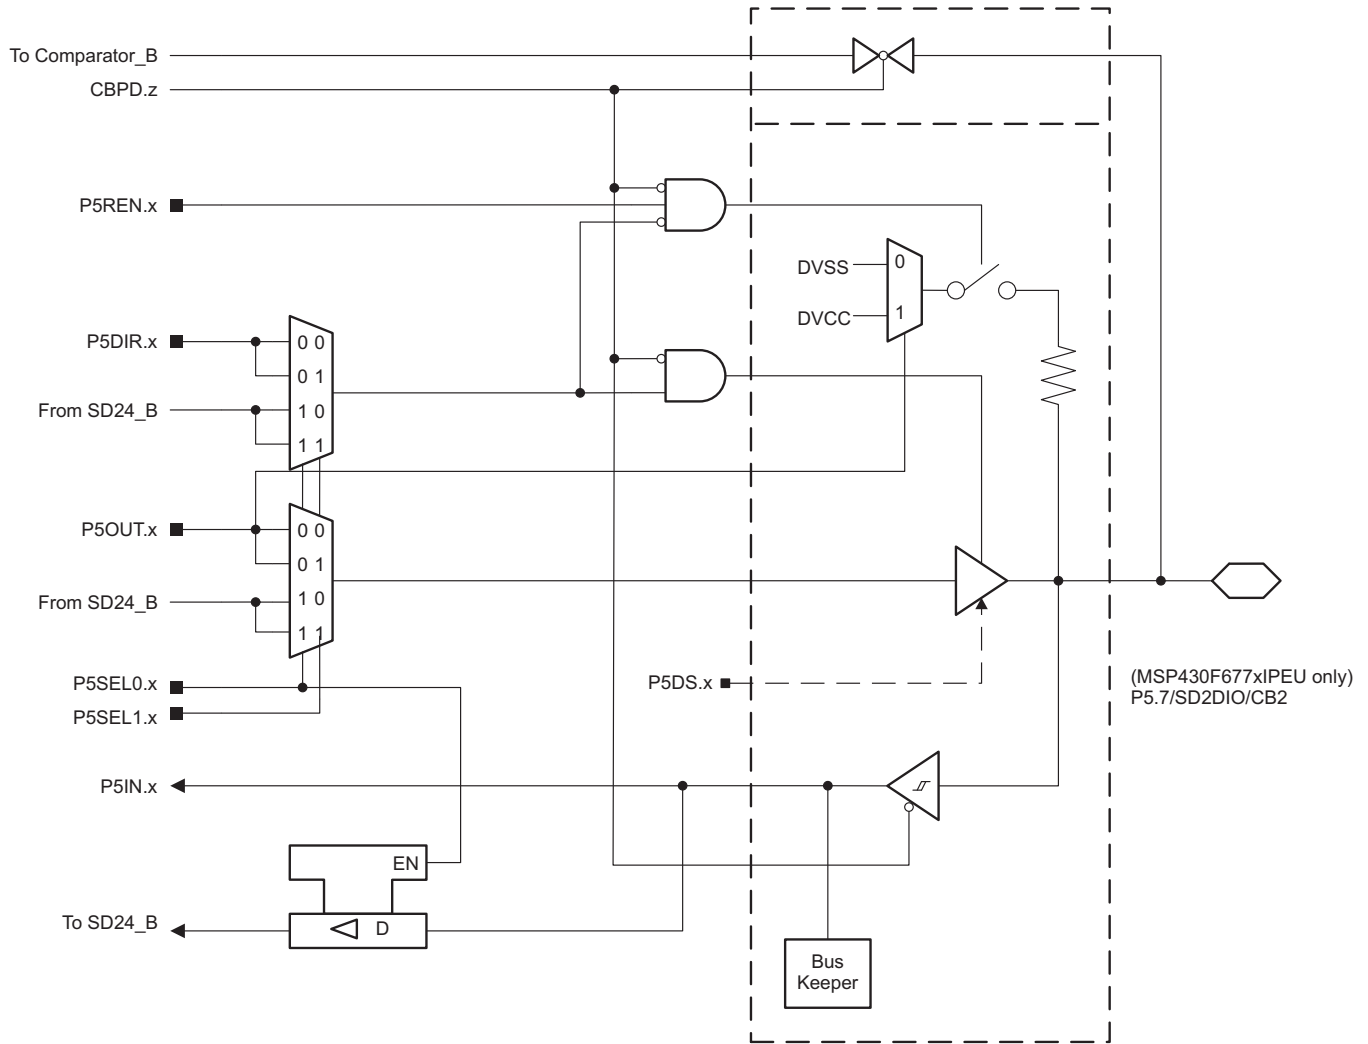 To Comparator_B
CBPD.z
P5REN.x
DVSS
0
DVCC
1
P5DIR.x
0 0
0 1
From SD24_B
1 0
1 1
P5OUT.x
0 0
0 1
From SD24_B
1 0
1 1
P5SEL0.x
P5SEL1.x
P5DS.x
(MSP430F677xIPEU only)
P5.7/SD2DIO/CB2
P5IN.x
EN
To SD24_B
D
Bus
Keeper